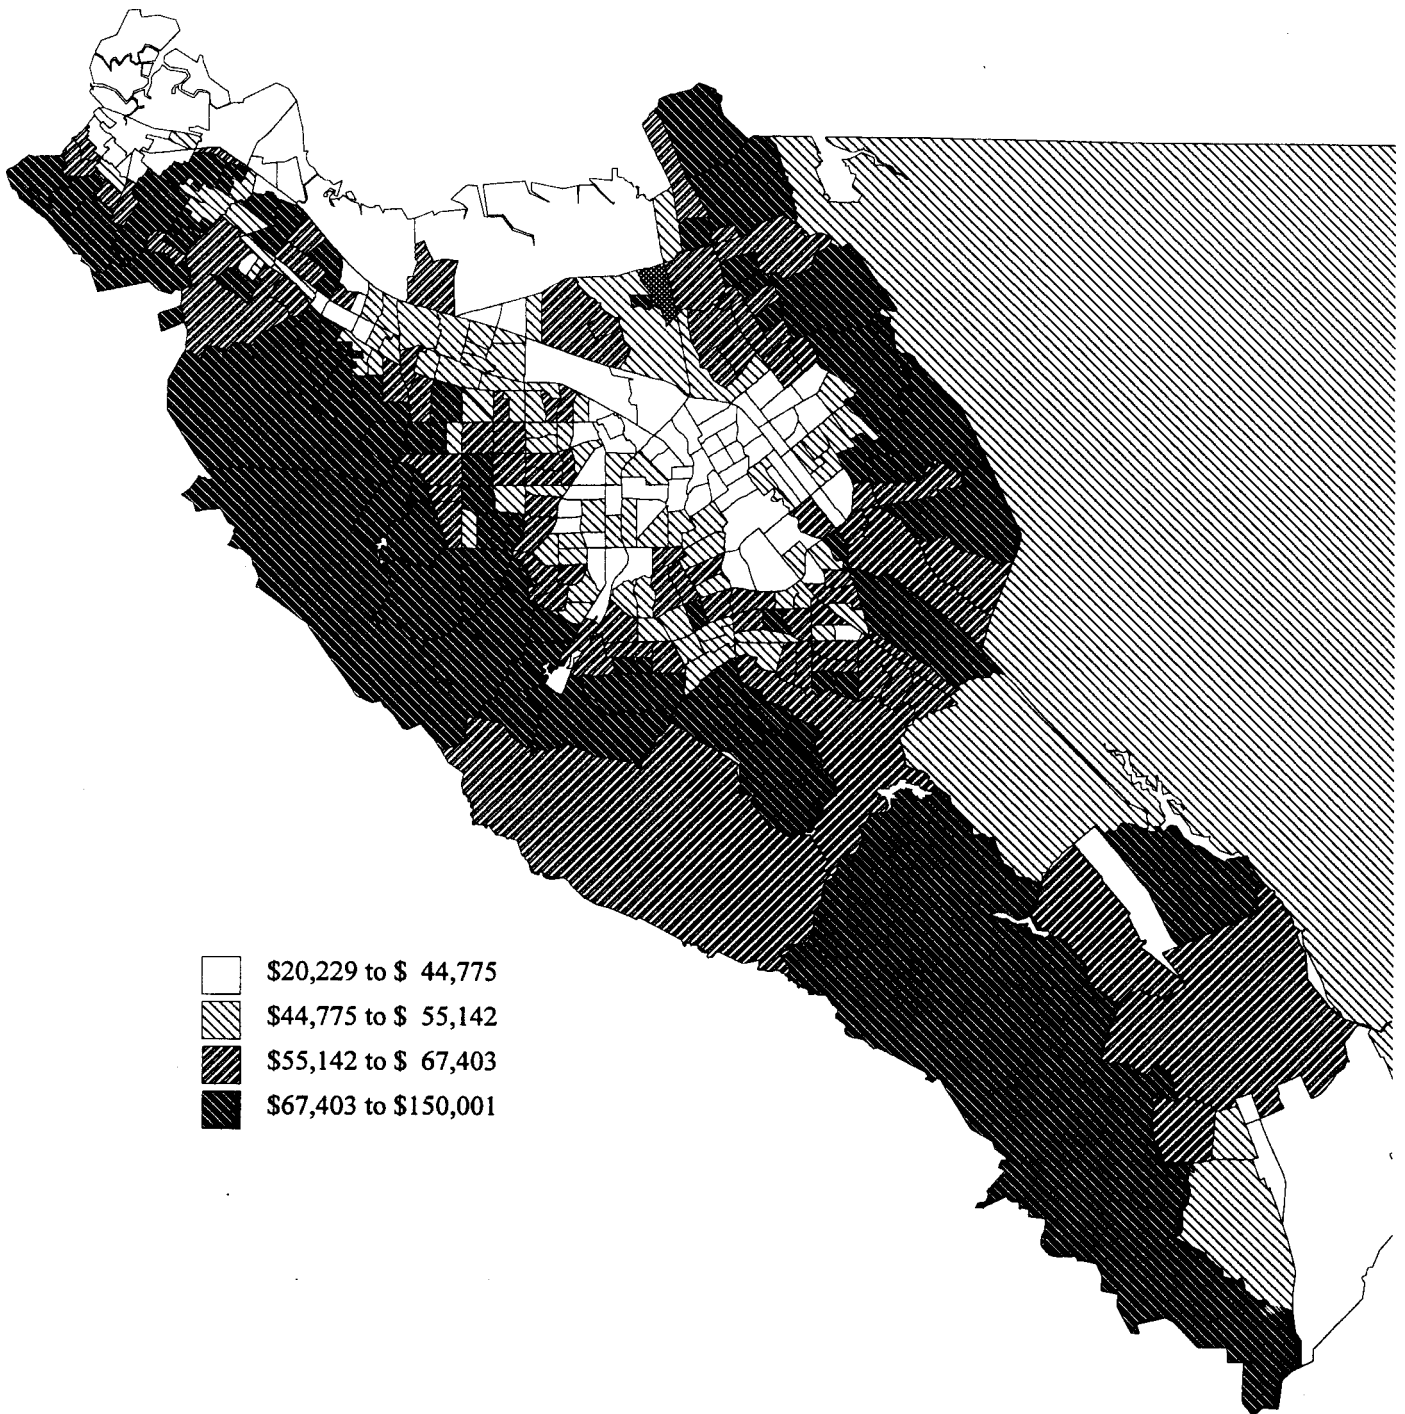 $20,229 to $ 44,775
$44,775 to $ 55,142
$55,142 to $ 67,403
$67,403 to $150,001